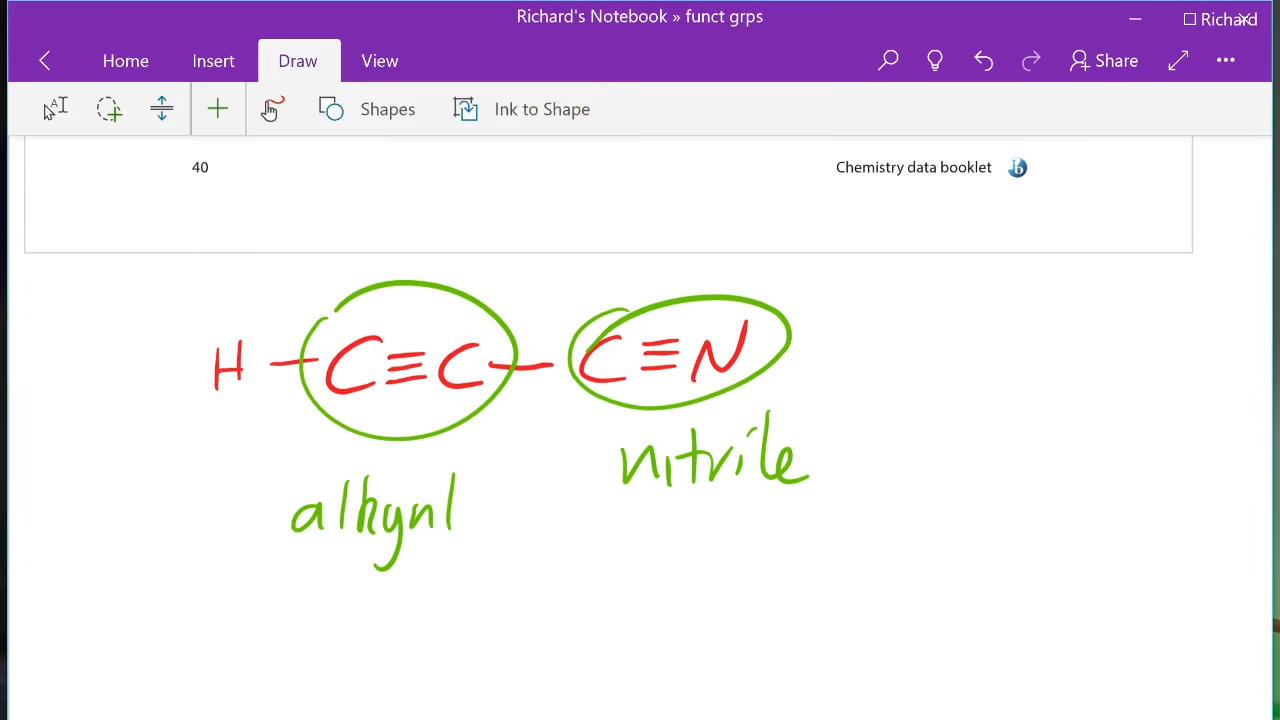 Richard's Notebook » funct grps
Richard
Home Insert Draw View Share
Shapes Ink to Shape
40 Chemistry data booklet
H - C≡C - C≡N
nitrile
alkynl